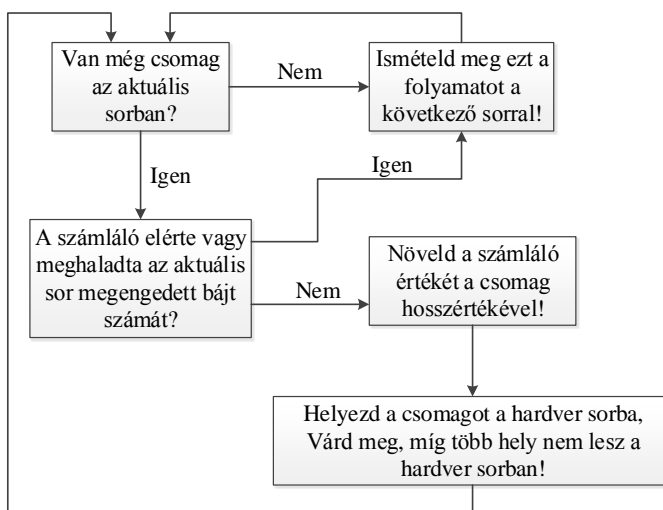 Van még csomag
az aktuális
sorban?
Nem
Ismételd meg ezt a
folyamatot a
következő sorral!
Igen
Igen
A számláló elérte vagy
meghaladta az aktuális
sor megengedett bájt
számát?
Nem
Növeld a számláló
értékét a csomag
hosszértékével!
Helyezd a csomagot a hardver sorba,
Várd meg, míg több hely nem lesz a
hardver sorban!